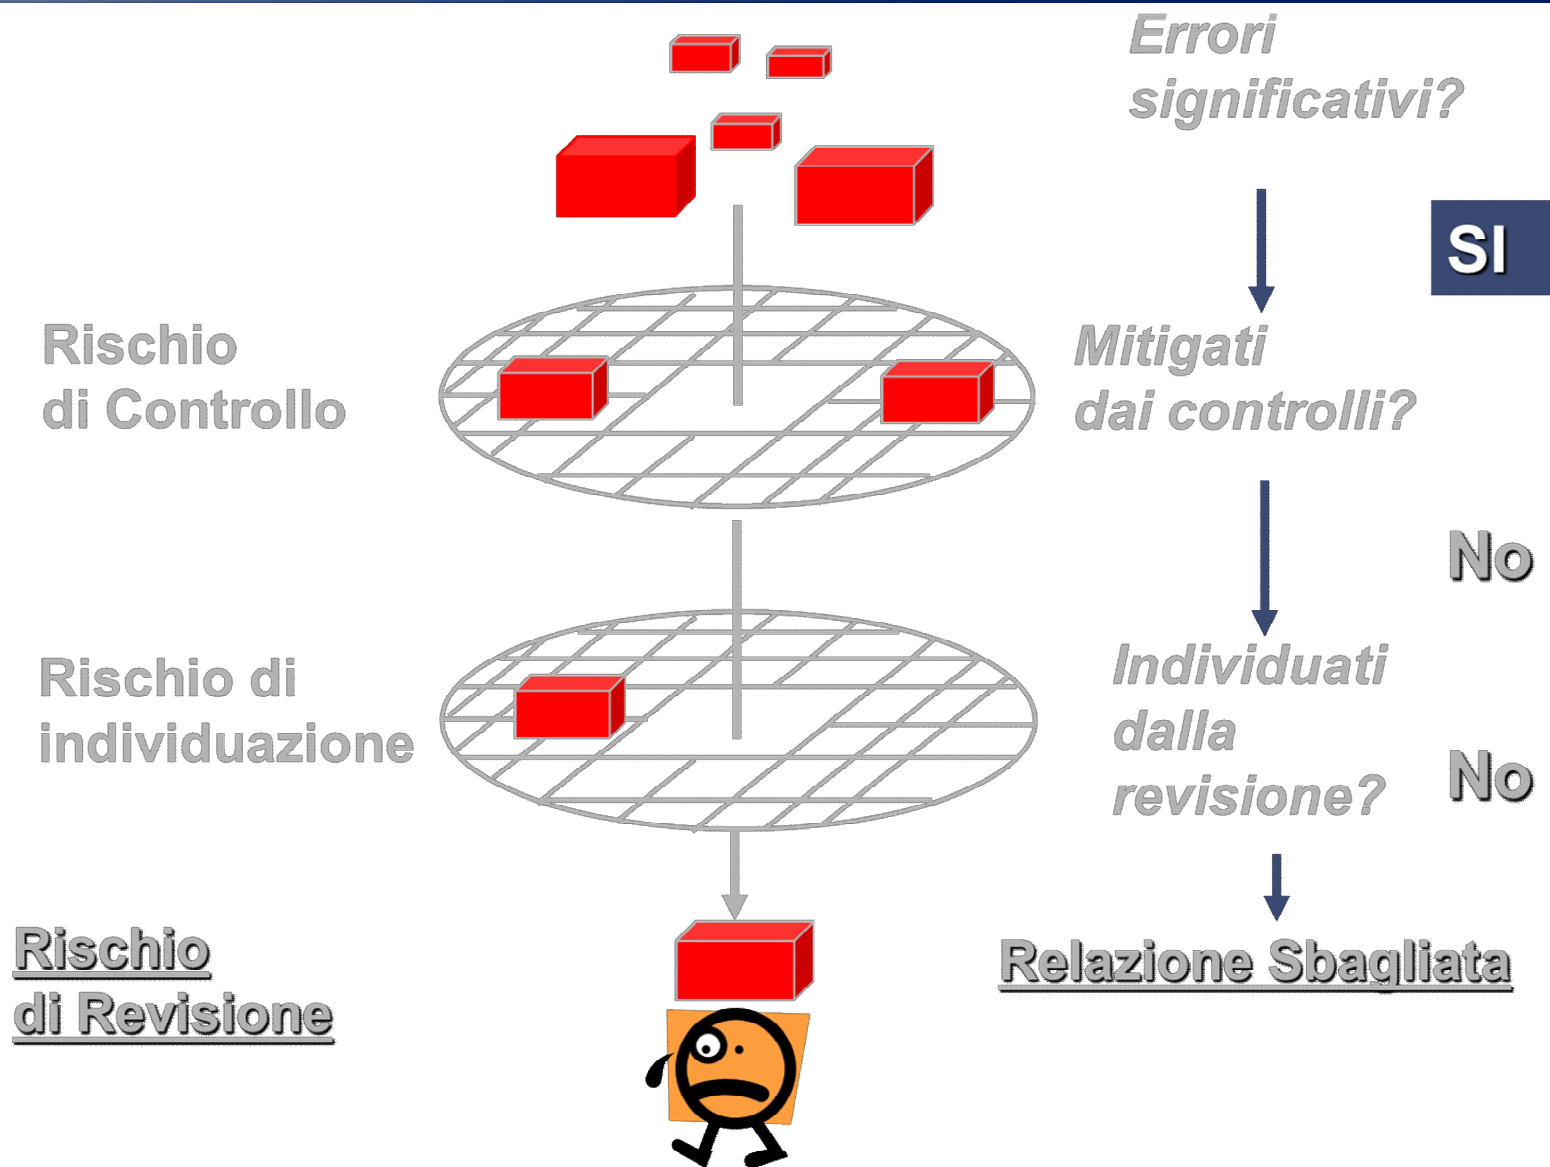 Errori
significativi?
SI
Rischio
di Controllo
Mitigati
dai controlli?
No
Rischio di
individuazione
Individuati
dalla
revisione?
No
Rischio
di Revisione
Relazione Sbagliata